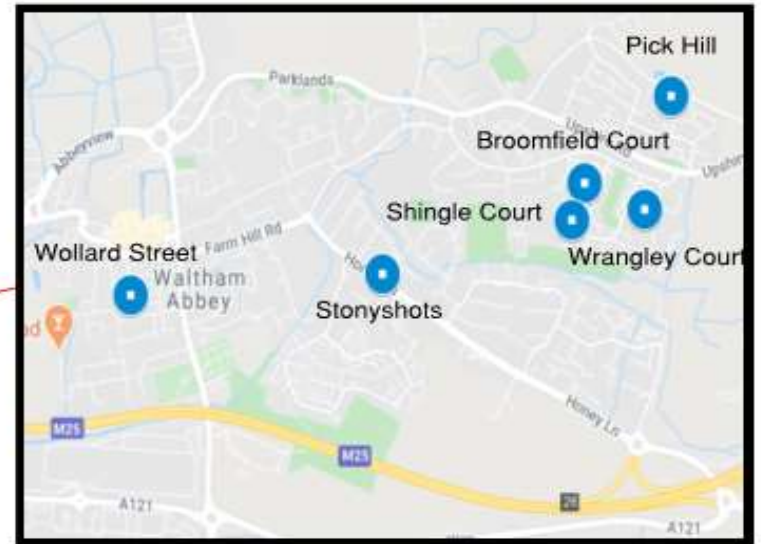 Pick Hill
Parklands
Abbeyview
Broomfield Court
Shingle Court
Wrangley Court
Wollard Street
Farm Hill Rd
Waltham
Abbey
Stonyshots
Honey Ln
M25
M25
26
A121
A121